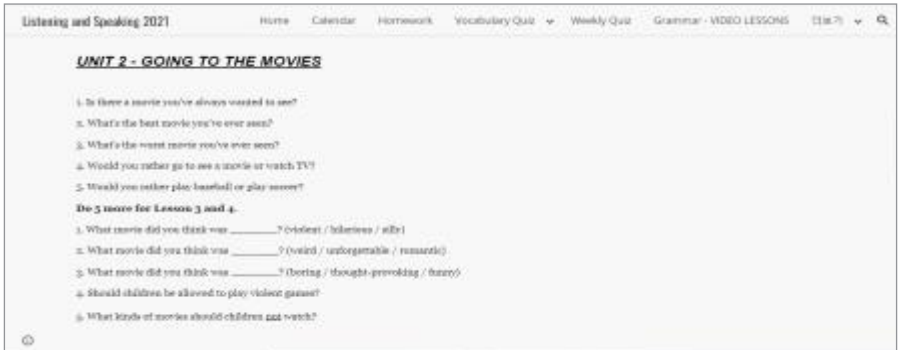 Listening and Speaking 2021
Home Calendar Homework Vocabulary Quiz Weekly Quiz Grammar - VIDEO LESSONS
UNIT 2 - GOING TO THE MOVIES
1. Is there a movie you've always wanted to see?
2. What's the best movie you've ever seen?
3. What's the worst movie you've ever seen?
4. Would you rather go to see a movie or watch TV?
5. Would you rather play baseball or play soccer?
Do 5 more for Lesson 3 and 4.
1. What movie did you think was ________? (violent / hilarious / silly)
2. What movie did you think was ________? (weird / unforgettable / romantic)
3. What movie did you think was ________? (boring / thought-provoking / funny)
4. Should children be allowed to play violent games?
5. What kinds of movies should children not watch?